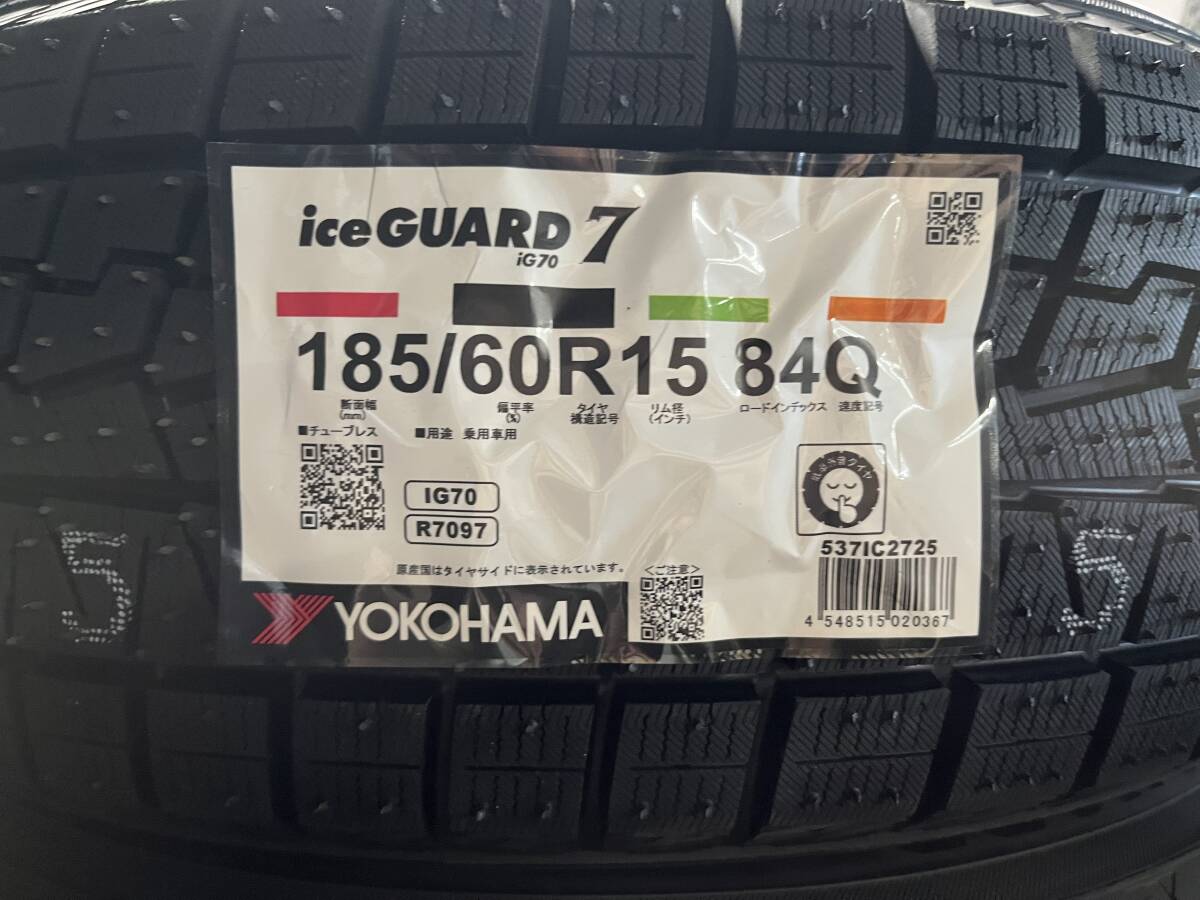 iceGUARD 7
iG70
185/60R15 84Q
断面幅 偏平率 タイヤ リム径 ロードインデックス 速度記号
(mm) (%) 構造記号 (インチ)
■チューブレス ■用途 乗用車用
IG70
R7097
537IC2725
原産国はタイヤサイドに表示されています。
<ご注意>
YOKOHAMA
4 548515 020367
5
5